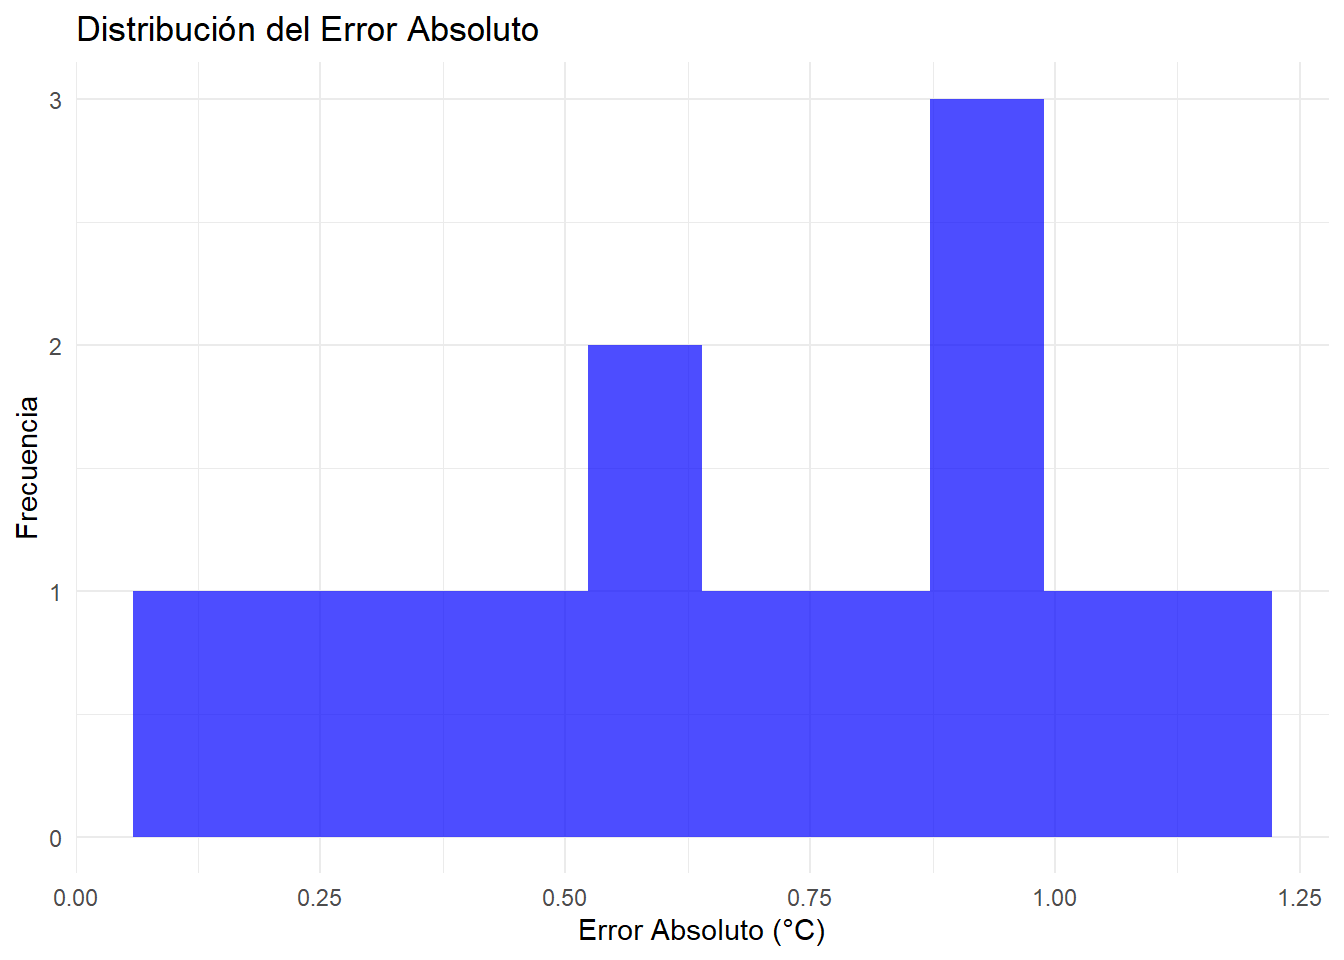 Distribución del Error Absoluto
3
2
1
0
Frecuencia
0.00 0.25 0.50 0.75 1.00 1.25
Error Absoluto (°C)